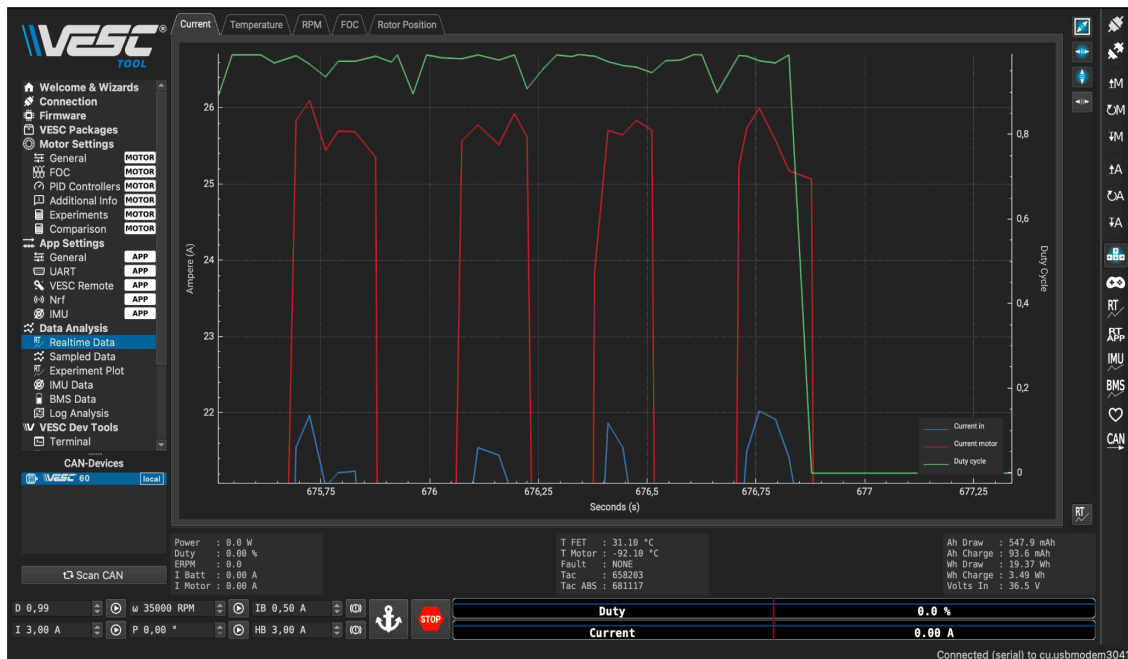 VESC®
TOOL
Welcome & Wizards
Connection
Firmware
VESC Packages
Motor Settings
General MOTOR
FOC MOTOR
PID Controllers MOTOR
Additional Info MOTOR
Experiments MOTOR
Comparison MOTOR
App Settings
General APP
UART APP
VESC Remote APP
Nrf APP
IMU APP
Data Analysis
RT Realtime Data
Sampled Data
RT Experiment Plot
IMU Data
BMS Data
Log Analysis
VESC Dev Tools
Terminal
CAN-Devices
VESC 60 local
Scan CAN
Current Temperature RPM FOC Rotor Position
Ampere (A)
26
25
24
23
22
0,8
0,6
0,4
0,2
0
Duty Cycle
675,75 676 676,25 676,5 676,75 677 677,25
Seconds (s)
Current in
Current motor
Duty cycle
M
M
M
A
A
A
RT
RT
APP
IMU
BMS
CAN
RT
Power : 0.0 W
Duty : 0.00 %
ERPM : 0.0
I Batt : 0.00 A
I Motor : 0.00 A
T FET : 31.10 °C
T Motor : -92.10 °C
Fault : NONE
Tac : 658203
Tac ABS : 681117
Ah Draw : 547.9 mAh
Ah Charge : 93.6 mAh
Wh Draw : 19.37 Wh
Wh Charge : 3.49 Wh
Volts In : 36.5 V
D 0,99 ω 35000 RPM IB 0,50 A
I 3,00 A P 0,00 ° HB 3,00 A
STOP
Duty 0.0 %
Current 0.00 A
Connected (serial) to cu.usbmodem3041